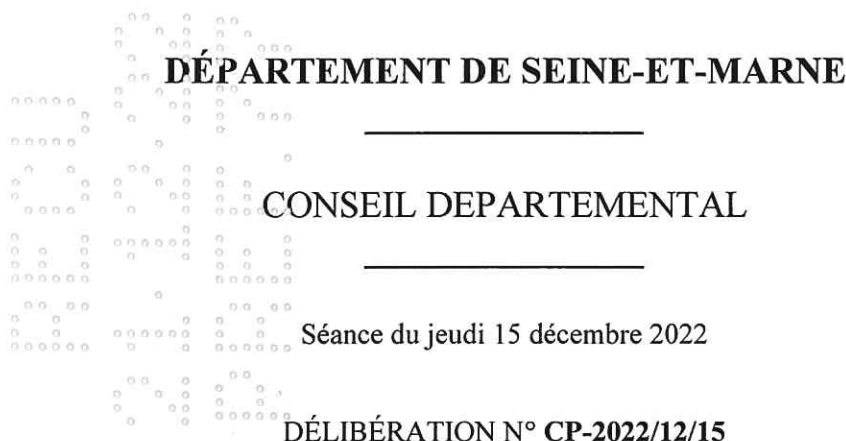 DÉPARTEMENT DE SEINE-ET-MARNE
CONSEIL DEPARTEMENTAL
Séance du jeudi 15 décembre 2022
DÉLIBÉRATION N° CP-2022/12/15